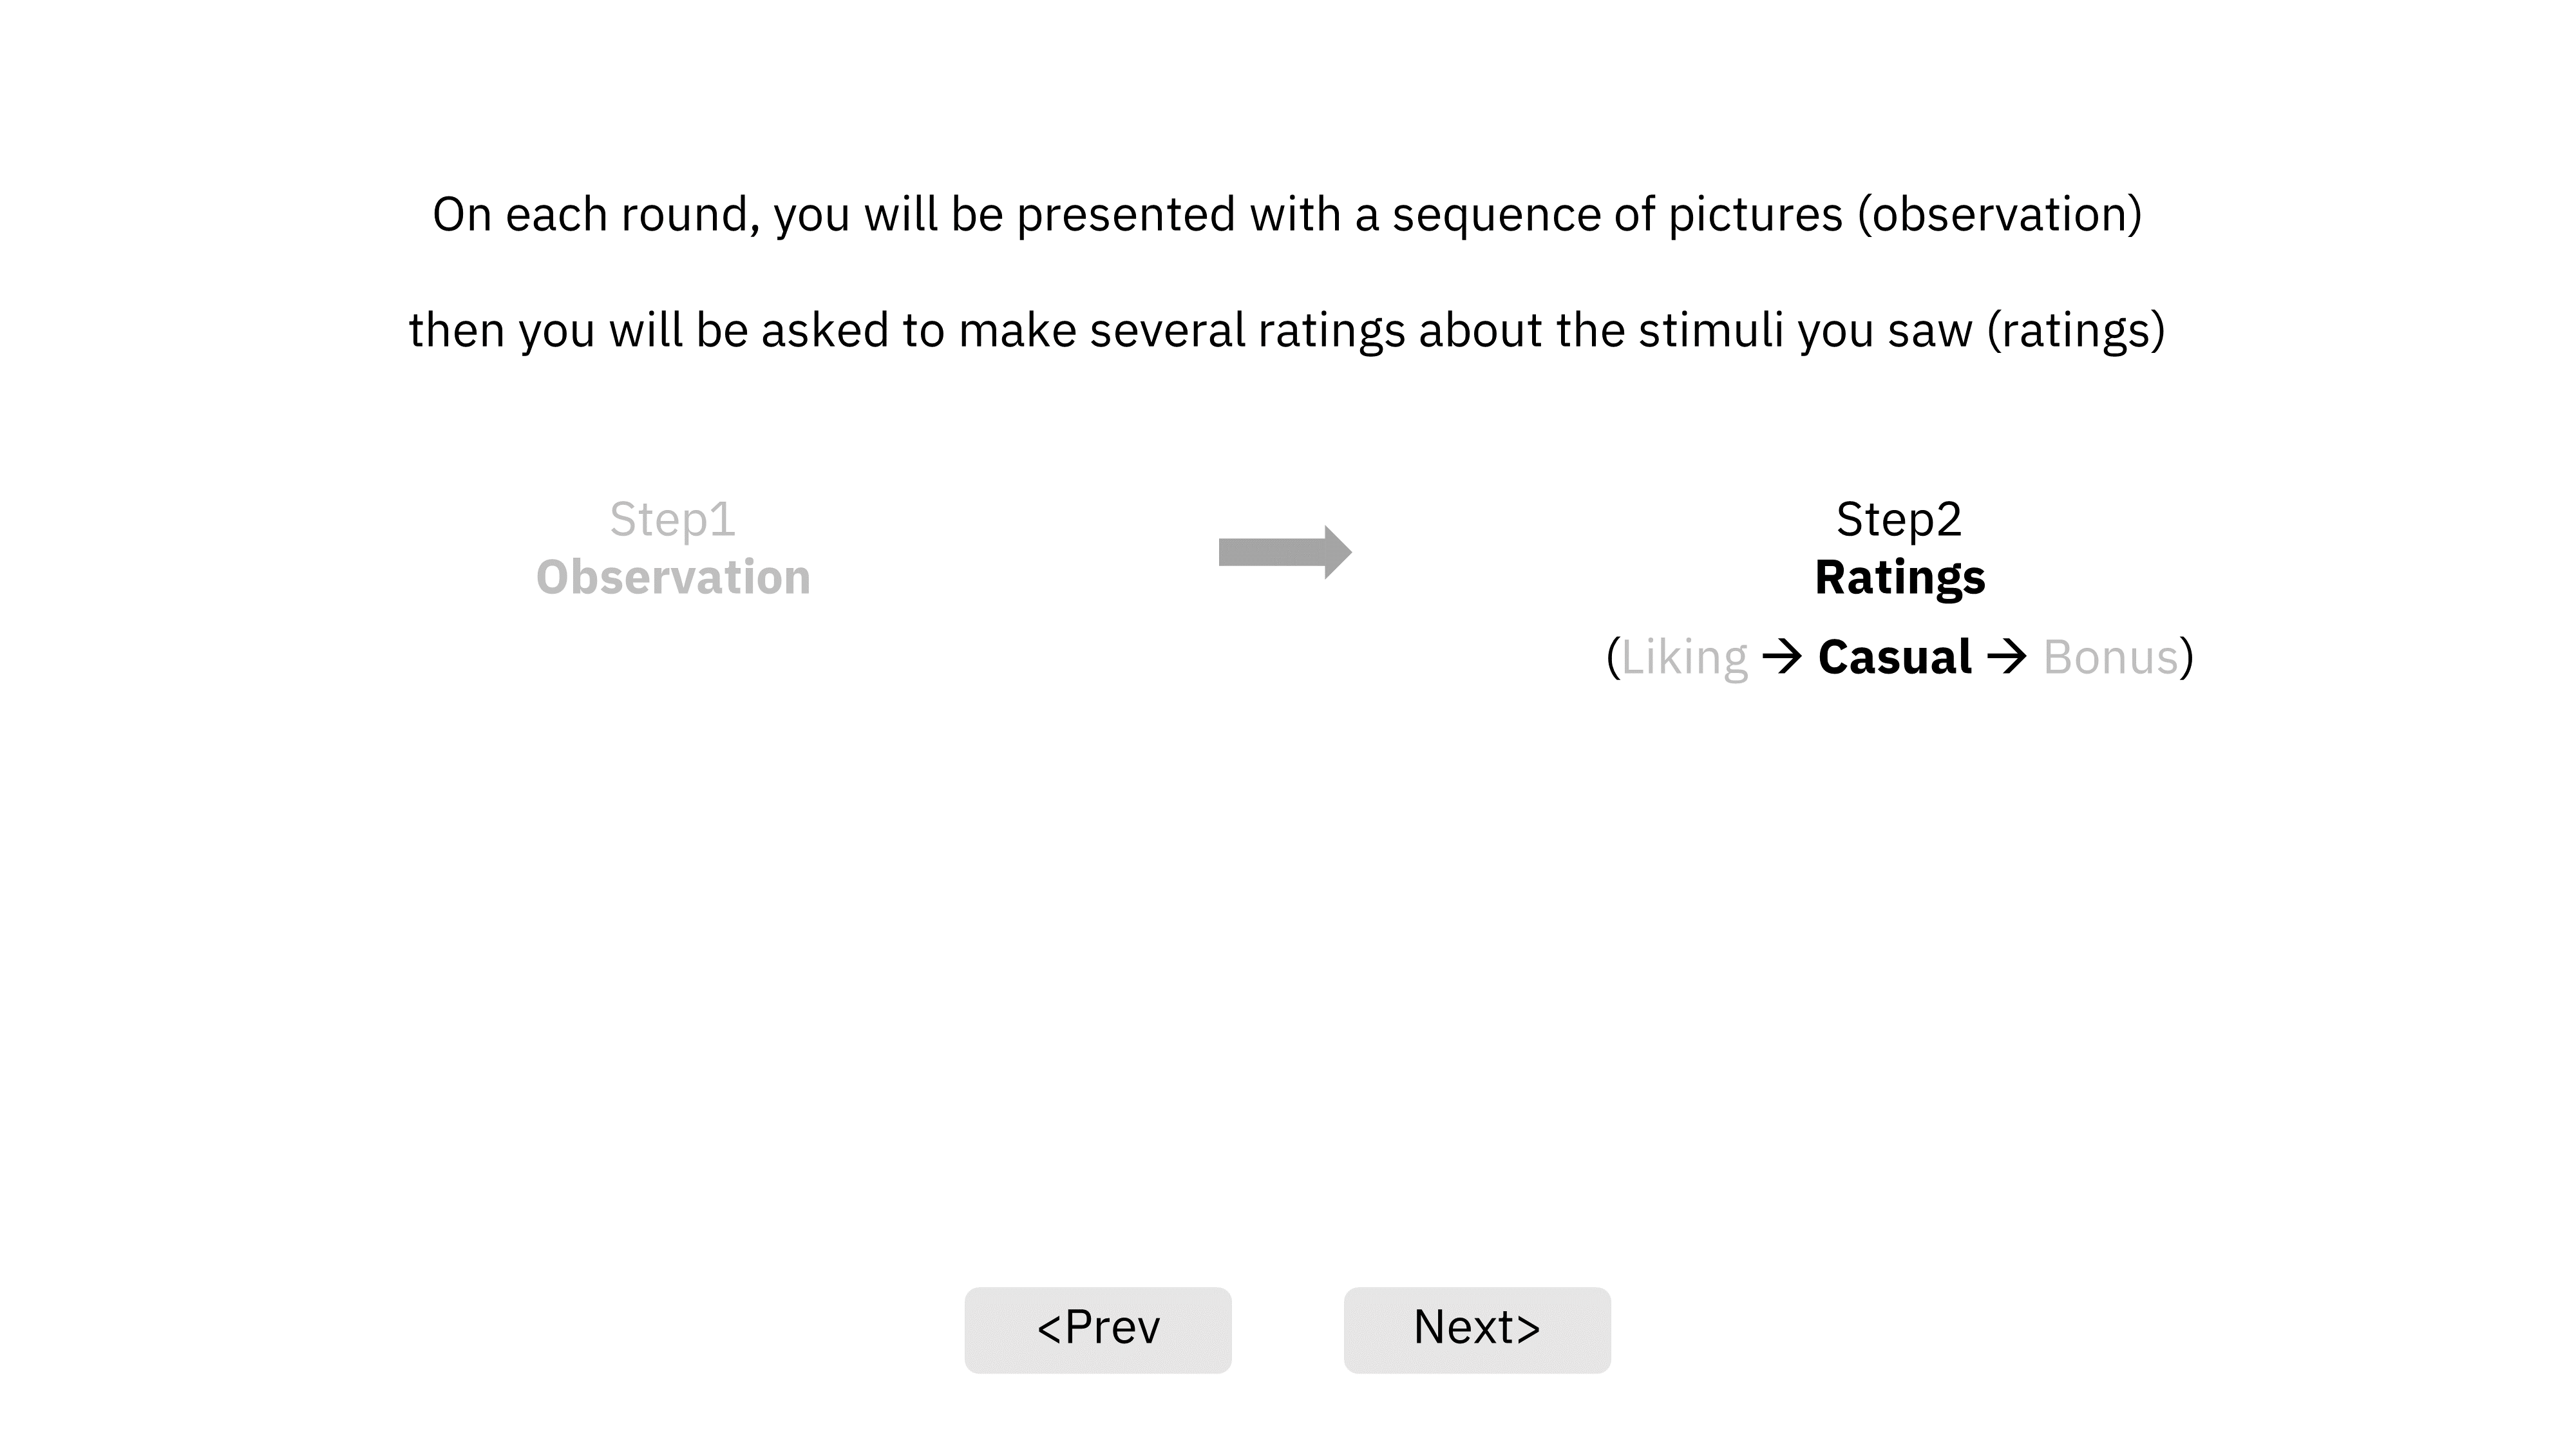 On each round, you will be presented with a sequence of pictures (observation)
then you will be asked to make several ratings about the stimuli you saw (ratings)
Step1
Observation
Step2
Ratings
(Liking → Casual → Bonus)
<Prev
Next>